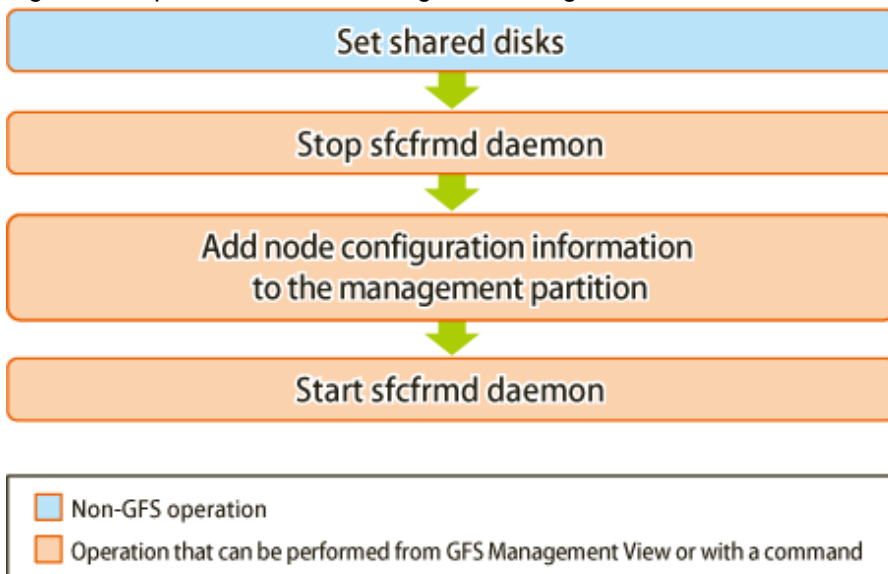 Set shared disks
Stop sfcfrmd daemon
Add node configuration information
to the management partition
Start sfcfrmd daemon
Non-GFS operation
Operation that can be performed from GFS Management View or with a command